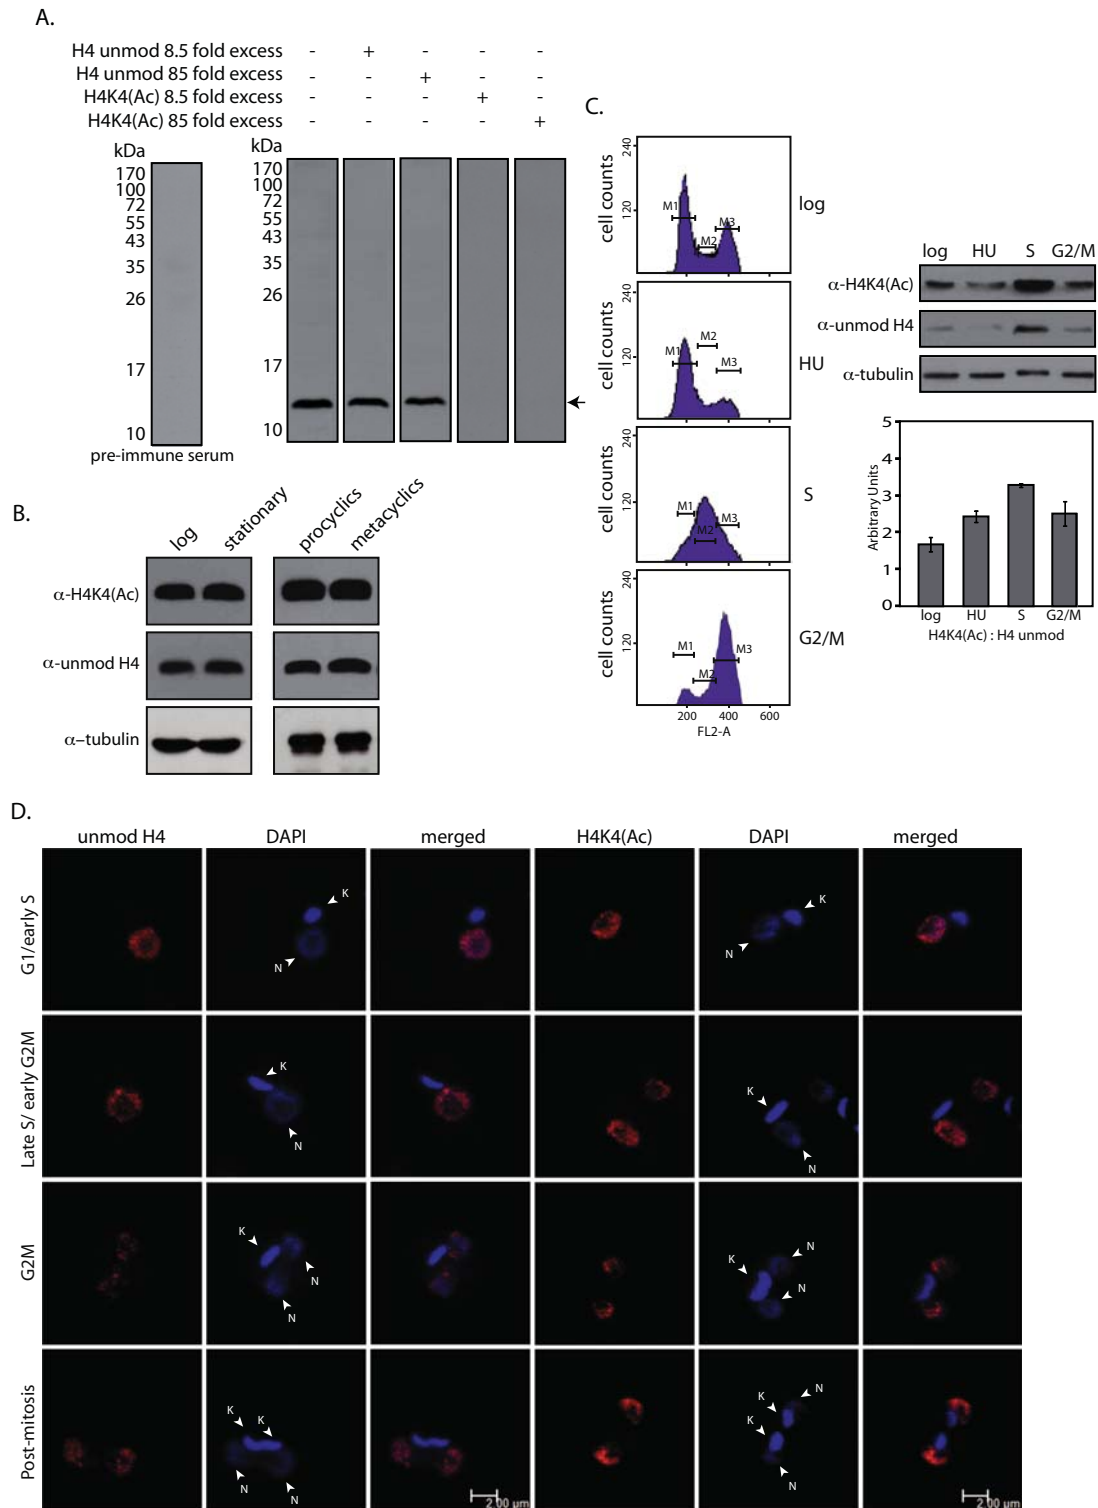 A.
H4 unmod 8.5 fold excess - + - - -
H4 unmod 85 fold excess - - + - -
H4K4(Ac) 8.5 fold excess - - - + -
H4K4(Ac) 85 fold excess - - - - +
kDa
170
100
72
55
43
35
26
17
10
pre-immune serum
kDa
170
100
72
55
43
35
26
17
10
B.
log
stationary
procyclics
metacyclics
α-H4K4(Ac)
α-unmod H4
α–tubulin
C.
cell counts
240
120
M1
M2
M3
log
cell counts
240
120
M1
M2
M3
HU
cell counts
240
120
M1
M2
M3
S
cell counts
240
120
M1
M2
M3
G2/M
200 400 600
FL2-A
log HU S G2/M
α-H4K4(Ac)
α-unmod H4
α-tubulin
Arbitrary Units
5
4
3
2
1
0
log HU S G2/M
H4K4(Ac) : H4 unmod
D.
unmod H4 DAPI merged H4K4(Ac) DAPI merged
G1/early S
K
N
K
N
Late S/ early G2M
K
N
K
N
G2M
K
N
N
K
N
N
Post-mitosis
K
K
N
N
K
K
N
N
2.00 μm
2.00 μm